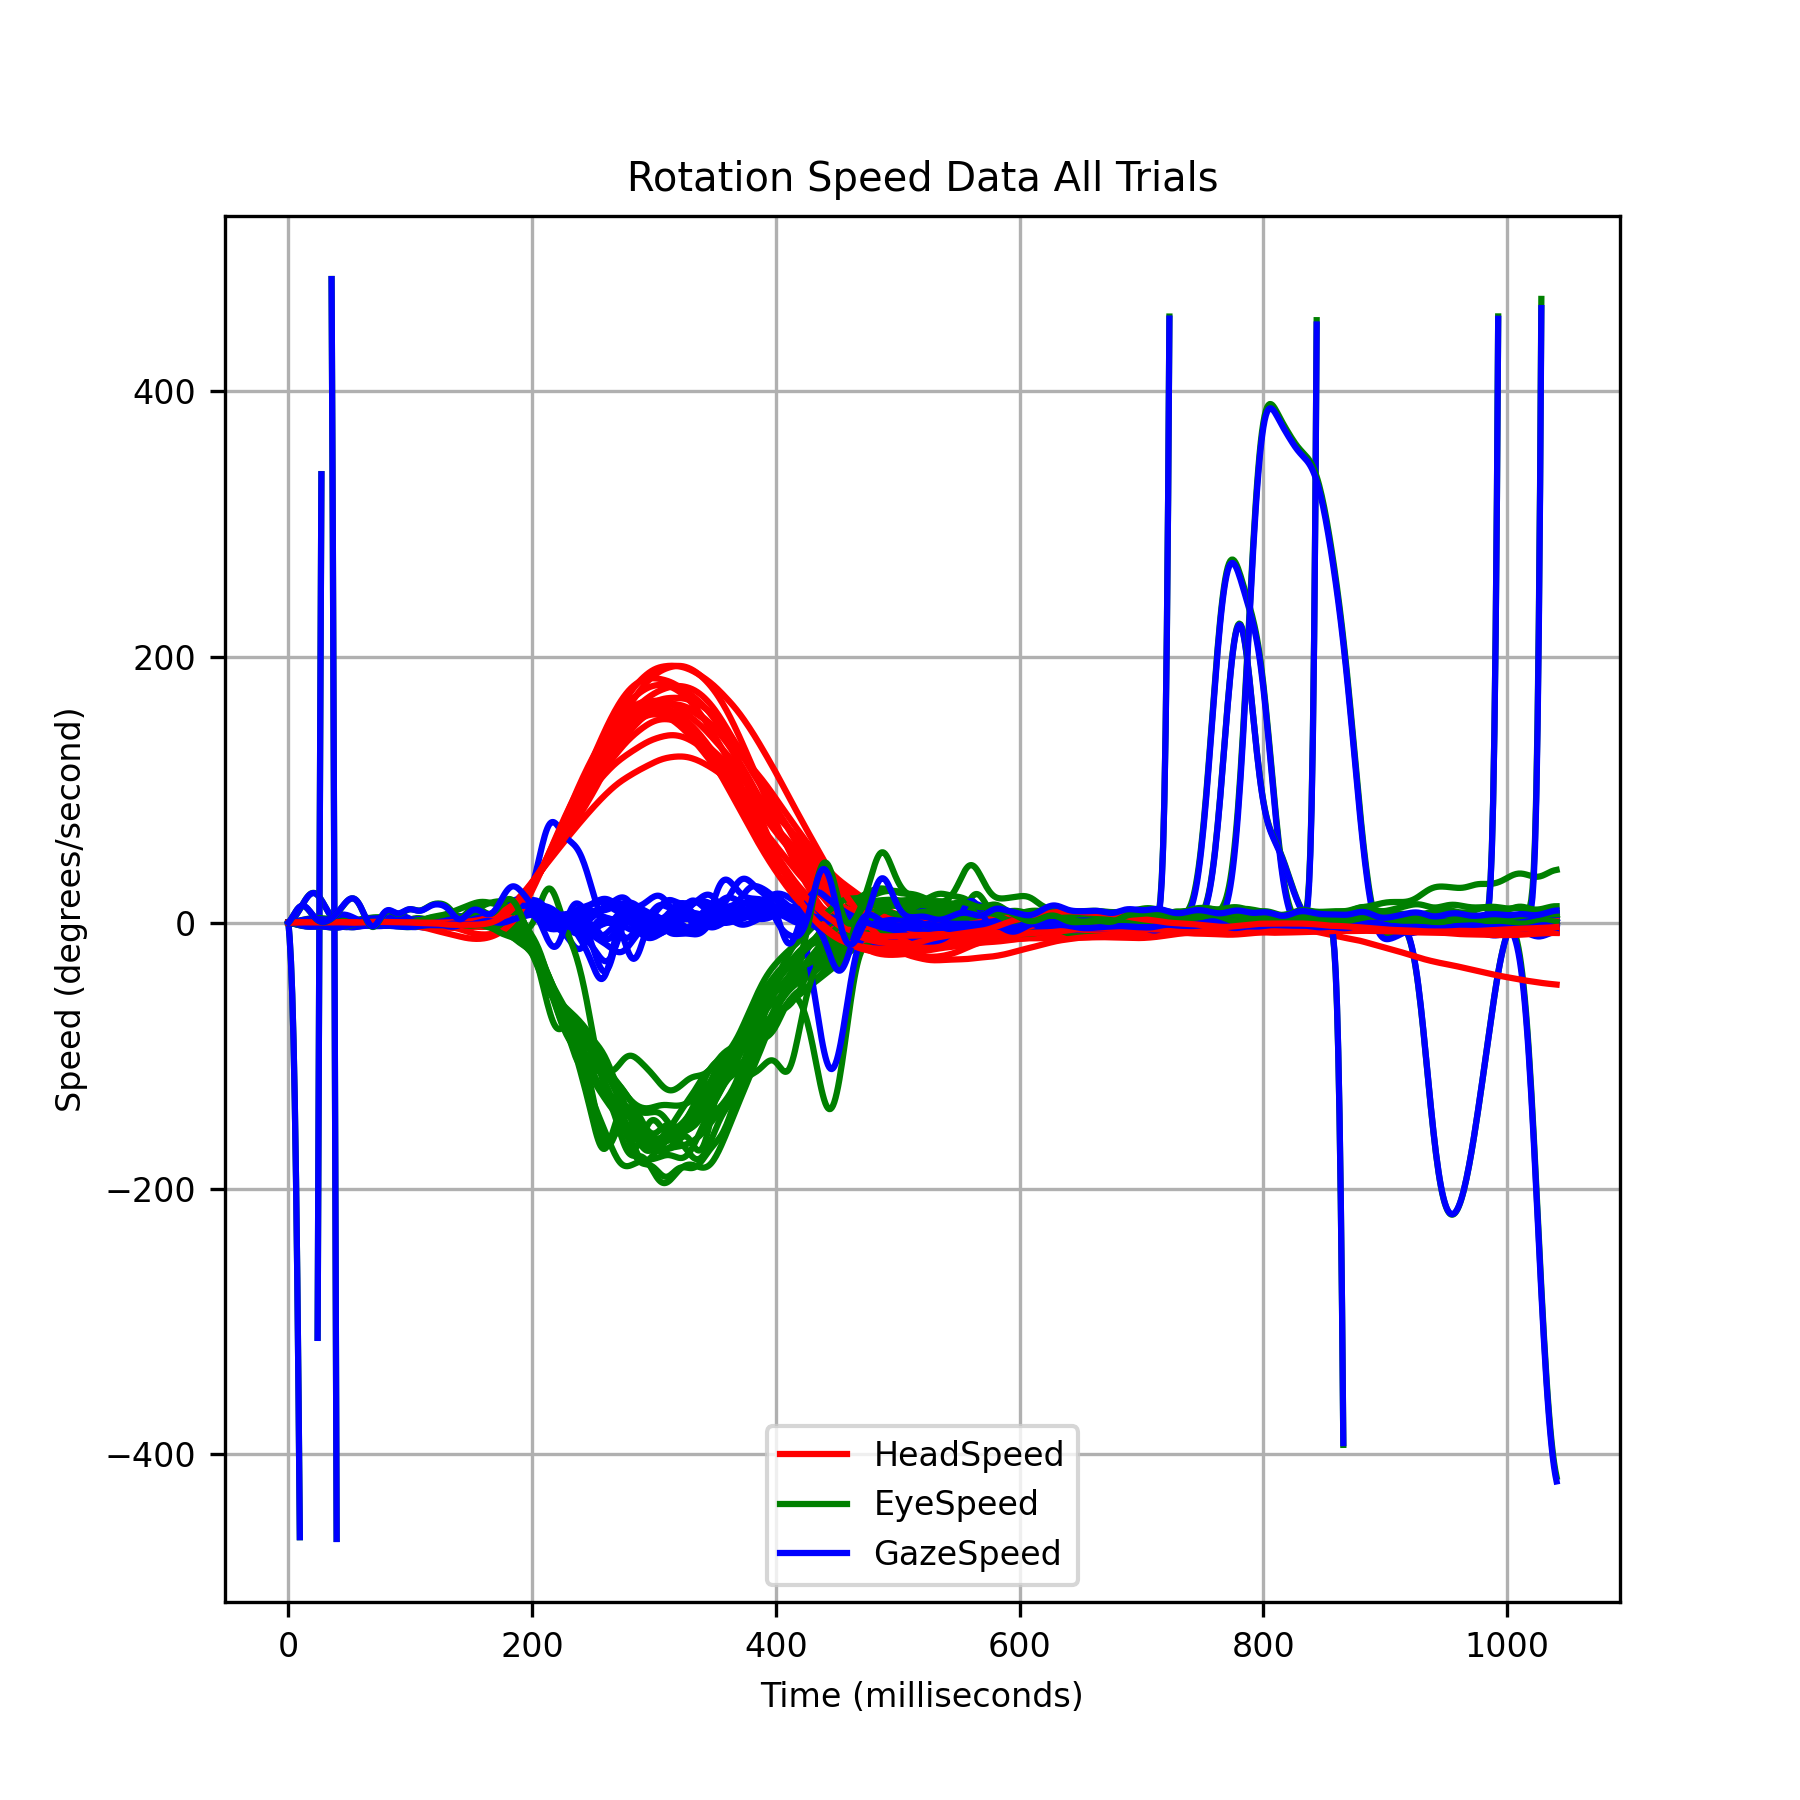 Rotation Speed Data All Trials
Speed (degrees/second)
400
200
0
−200
−400
HeadSpeed
EyeSpeed
GazeSpeed
0 200 400 600 800 1000
Time (milliseconds)